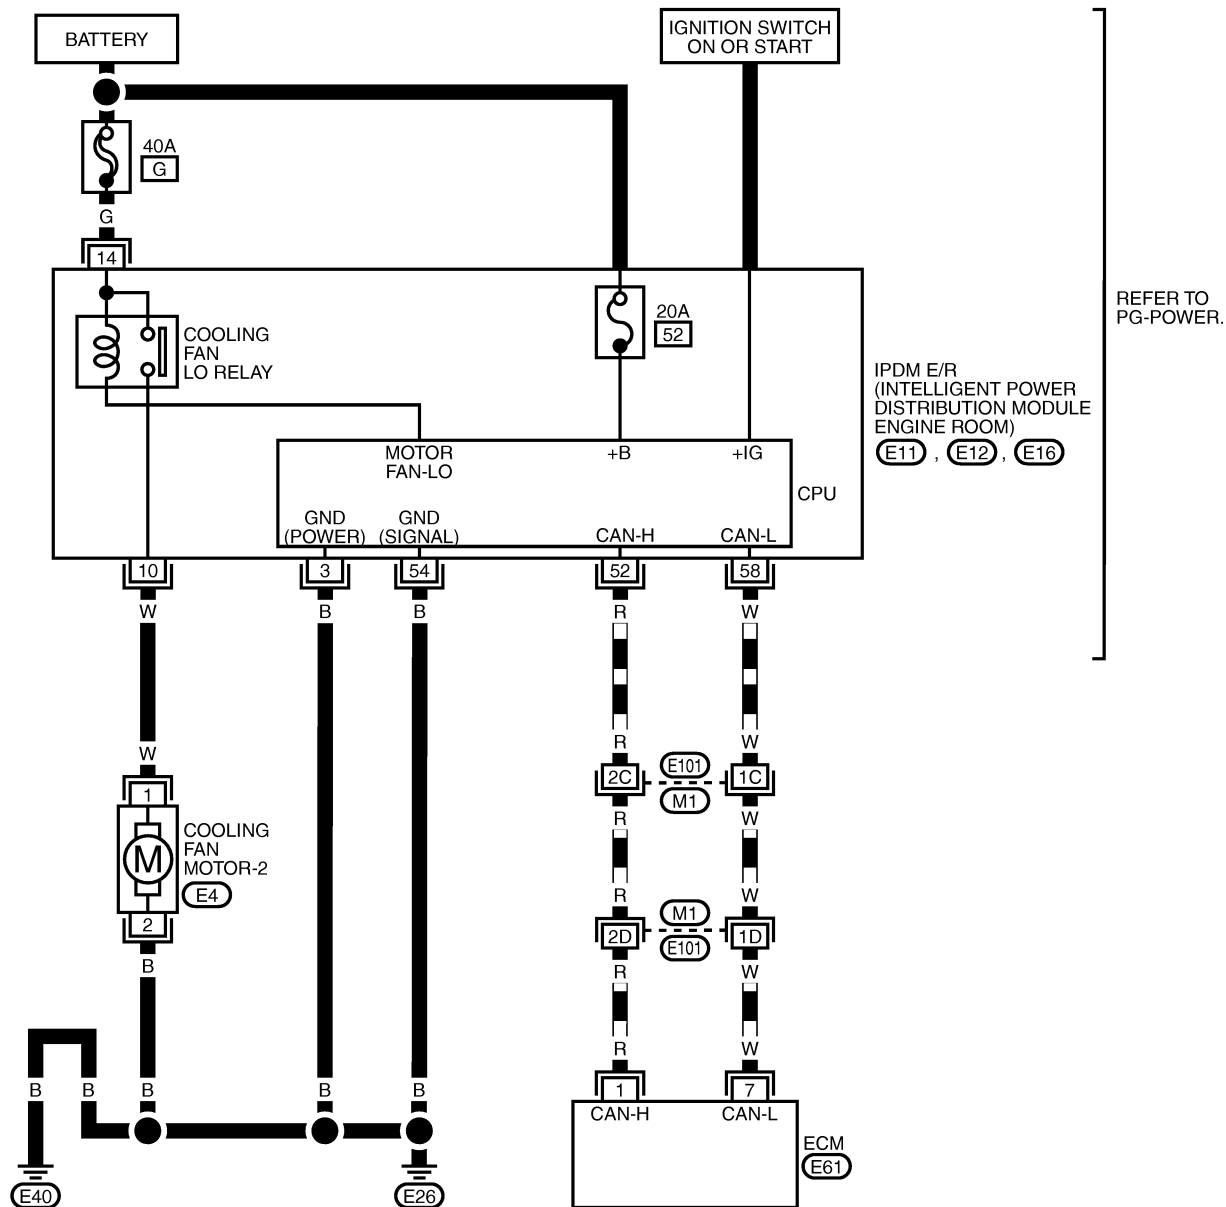 BATTERY
IGNITION SWITCH
ON OR START
40A
G
G
14
20A
52
REFER TO
PG-POWER.
COOLING
FAN
LO RELAY
IPDM E/R
(INTELLIGENT POWER
DISTRIBUTION MODULE
ENGINE ROOM)
E11 , E12 , E16
MOTOR
FAN-LO
+B
+IG
CPU
GND
(POWER)
GND
(SIGNAL)
CAN-H
CAN-L
10
3
54
52
58
W
B
B
R
W
W
R
W
E101
2C
1C
M1
1
R
W
COOLING
FAN
MOTOR-2
M
E4
R
W
M1
2
2D
1D
E101
B
R
W
R
W
B
B
B
B
B
1
7
CAN-H
CAN-L
ECM
E61
E40
E26